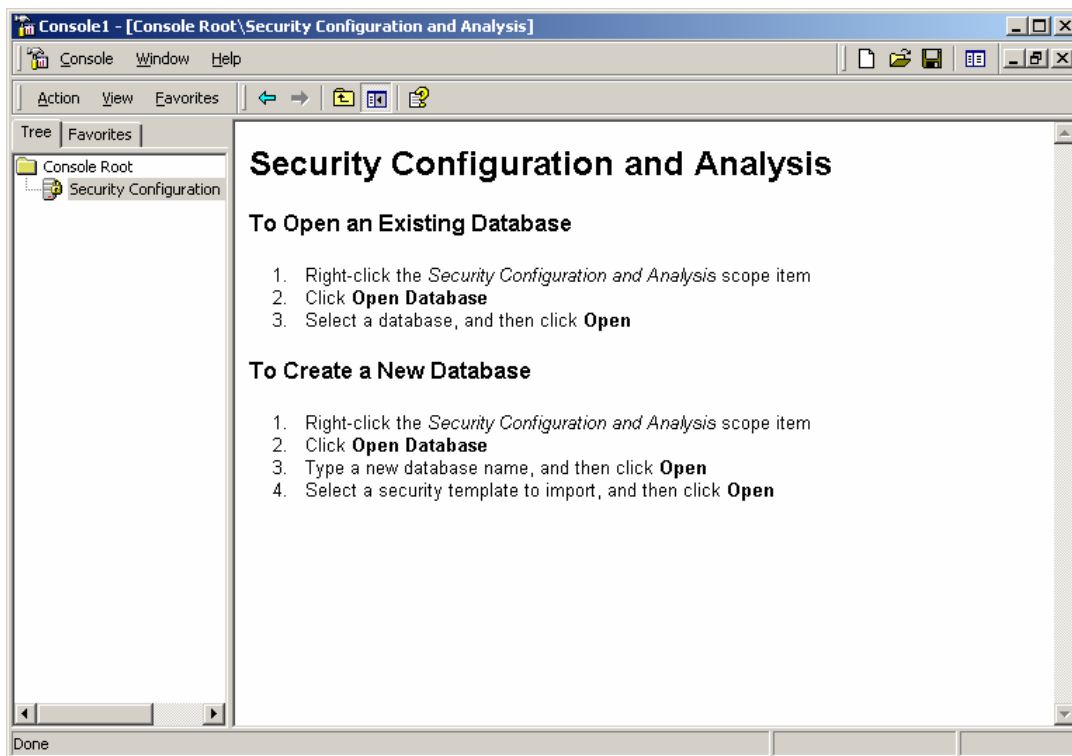 Console1 - [Console Root\Security Configuration and Analysis]
Console Window Help
Action View Favorites
Tree Favorites
Console Root
Security Configuration
Security Configuration and Analysis
To Open an Existing Database
1. Right-click the Security Configuration and Analysis scope item
2. Click Open Database
3. Select a database, and then click Open
To Create a New Database
1. Right-click the Security Configuration and Analysis scope item
2. Click Open Database
3. Type a new database name, and then click Open
4. Select a security template to import, and then click Open
Done